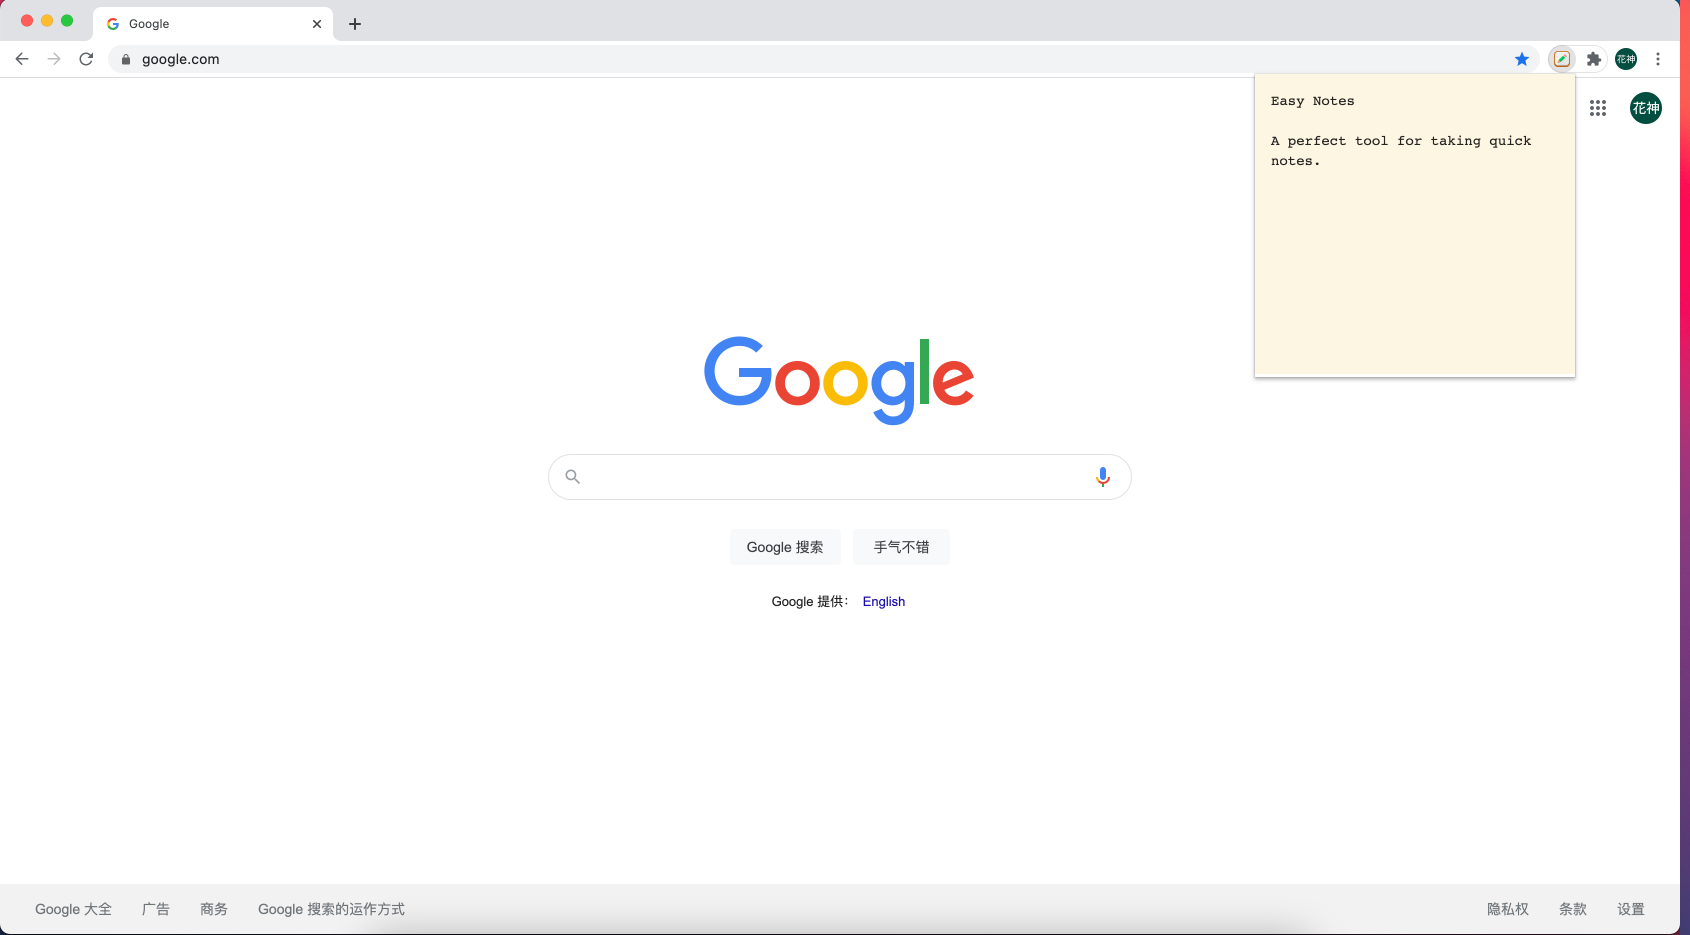 Google
google.com
花神
Easy Notes
A perfect tool for taking quick
notes.
花神
Google
Google 搜索
手气不错
Google 提供： English
Google 大全 广告 商务 Google 搜索的运作方式
隐私权 条款 设置